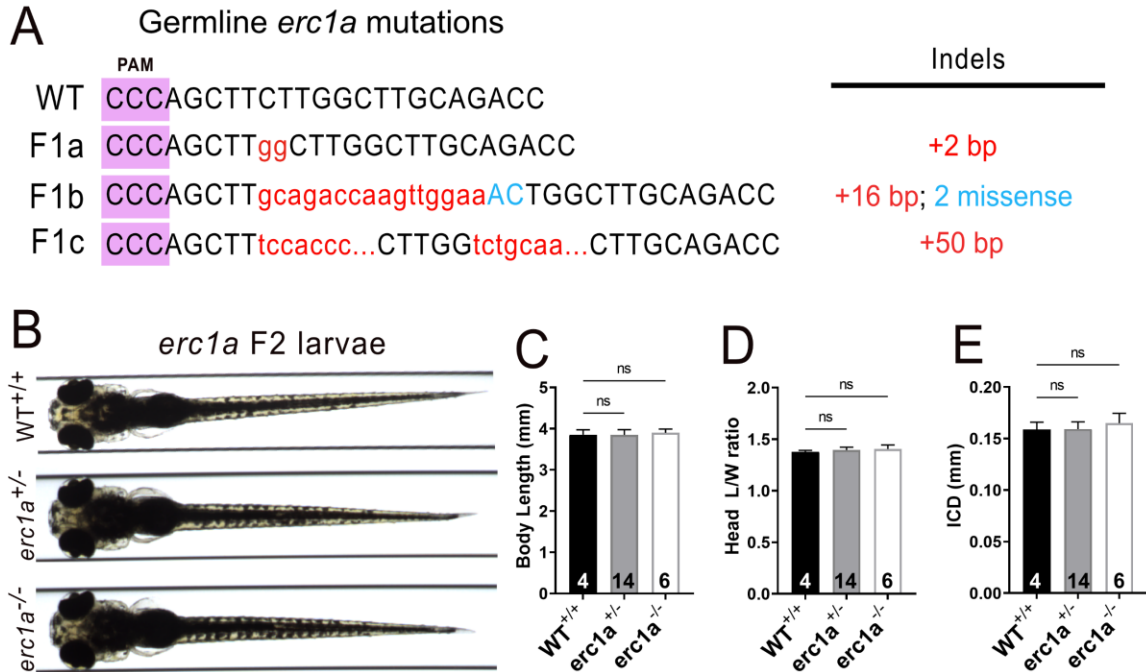 A
Germline erc1a mutations
PAM
Indels
WT CCCAGCTTCTTGGCTTGCAGACC
F1a CCCAGCTTggCTTGGCTTGCAGACC +2 bp
F1b CCCAGCTTgcagaccaagttggaaACTGGCTTGCAGACC +16 bp; 2 missense
F1c CCCAGCTTtccaccc...CTTGGtctgcaa...CTTGCAGACC +50 bp
B
erc1a F2 larvae
WT+/+
erc1a+/-
erc1a-/-
C
ns
ns
Body Length (mm)
5
4
3
2
1
0
4 14 6
WT+/+ erc1a+/- erc1a-/-
D
ns
ns
Head L/W ratio
2.0
1.5
1.0
0.5
0.0
4 14 6
WT+/+ erc1a+/- erc1a-/-
E
ns
ns
ICD (mm)
0.20
0.15
0.10
0.05
0.00
4 14 6
WT+/+ erc1a+/- erc1a-/-